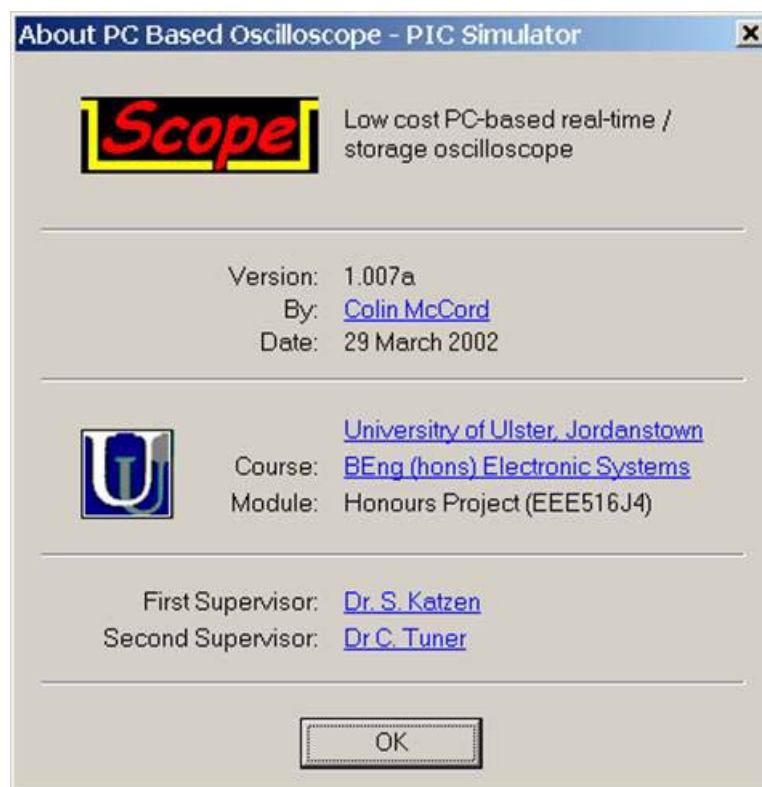 About PC Based Oscilloscope - PIC Simulator
Scope
Low cost PC-based real-time /
storage oscilloscope
Version: 1.007a
By: Colin McCord
Date: 29 March 2002
Universitry of Ulster, Jordanstown
UU
Course: BEng (hons) Electronic Systems
Module: Honours Project (EEE516J4)
First Supervisor: Dr. S. Katzen
Second Supervisor: Dr C. Tuner
OK